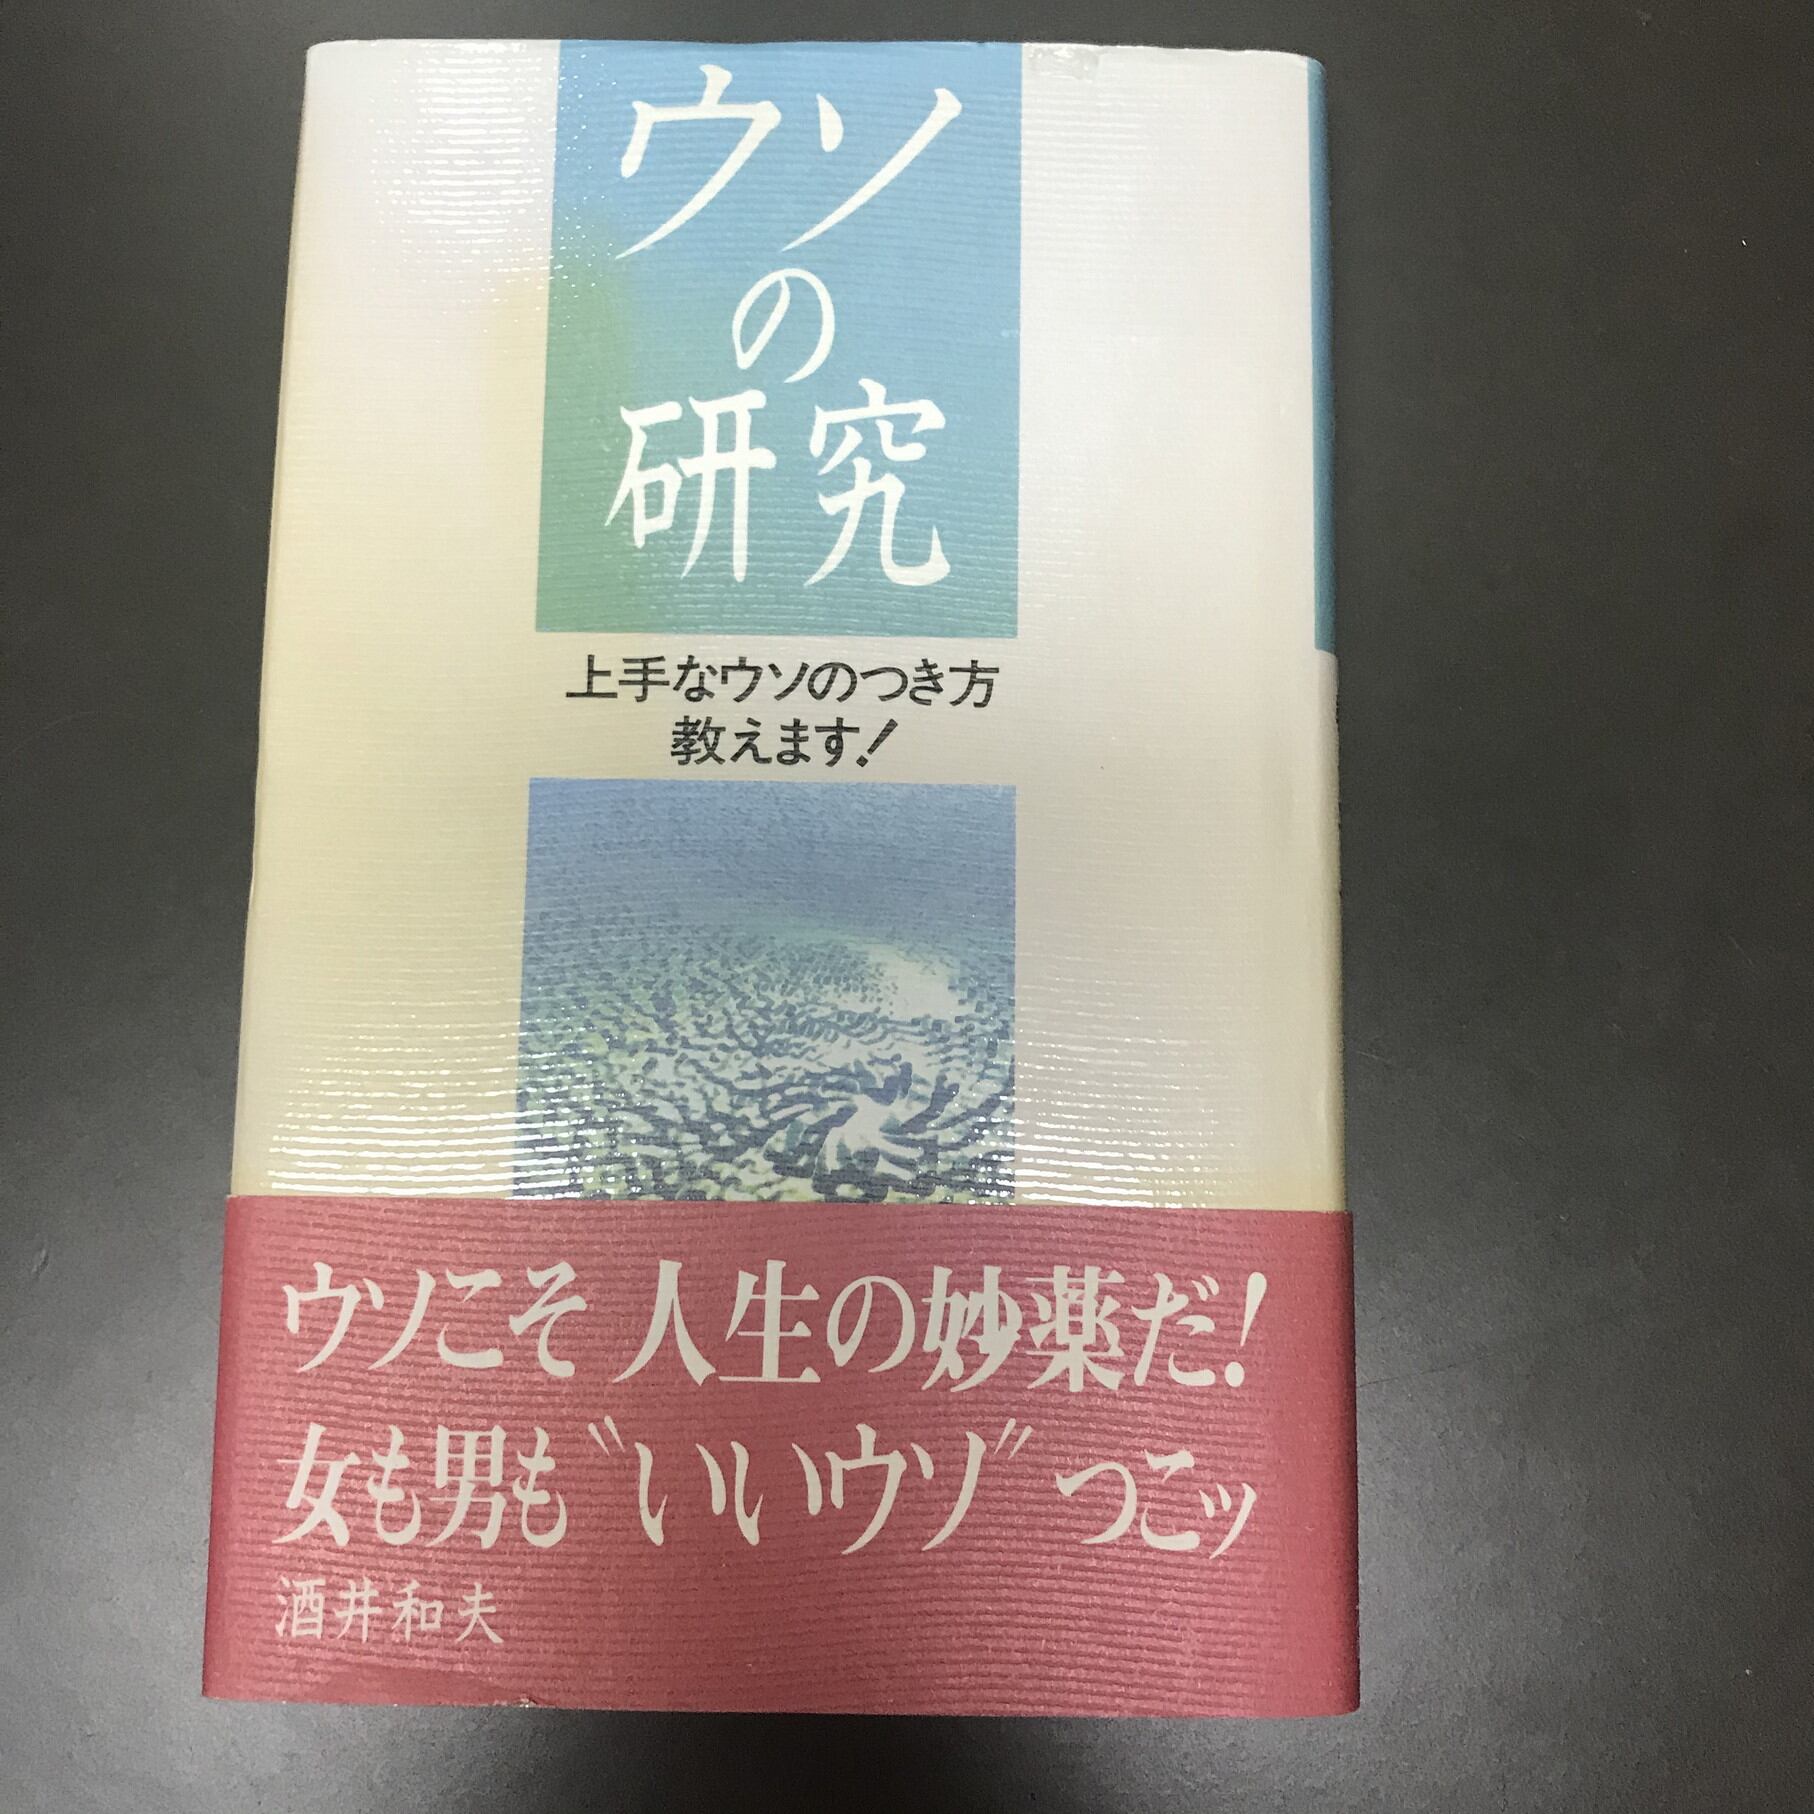 ウソ
の
研究
上手なウソのつき方
教えます!
ウソこそ人生の妙薬だ!
女も男も〝いいウソ〟つこッ
酒井和夫